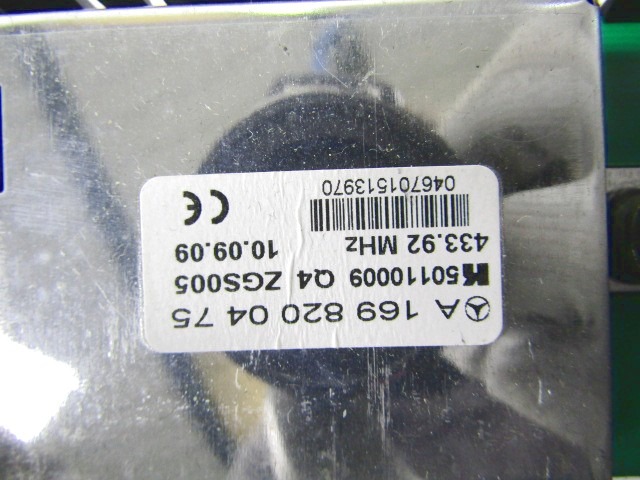 A 169 820 04 75
K 50110009 Q4 ZGS005
433.92 MHz 10.09.09
CE
046701513970